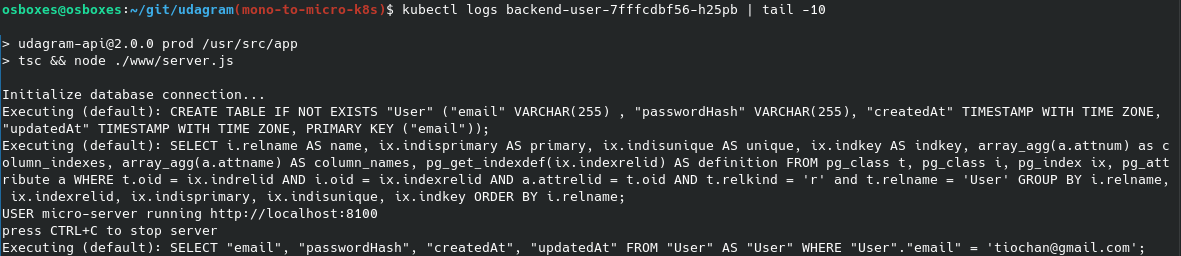 osboxes@osboxes:~/git/udagram(mono-to-micro-k8s)$ kubectl logs backend-user-7fffcdbf56-h25pb | tail -10
> udagram-api@2.0.0 prod /usr/src/app
> tsc && node ./www/server.js
Initialize database connection...
Executing (default): CREATE TABLE IF NOT EXISTS "User" ("email" VARCHAR(255) , "passwordHash" VARCHAR(255), "createdAt" TIMESTAMP WITH TIME ZONE,
"updatedAt" TIMESTAMP WITH TIME ZONE, PRIMARY KEY ("email"));
Executing (default): SELECT i.relname AS name, ix.indisprimary AS primary, ix.indisunique AS unique, ix.indkey AS indkey, array_agg(a.attnum) as c
olumn_indexes, array_agg(a.attname) AS column_names, pg_get_indexdef(ix.indexrelid) AS definition FROM pg_class t, pg_class i, pg_index ix, pg_att
ribute a WHERE t.oid = ix.indrelid AND i.oid = ix.indexrelid AND a.attrelid = t.oid AND t.relkind = 'r' and t.relname = 'User' GROUP BY i.relname,
 ix.indexrelid, ix.indisprimary, ix.indisunique, ix.indkey ORDER BY i.relname;
USER micro-server running http://localhost:8100
press CTRL+C to stop server
Executing (default): SELECT "email", "passwordHash", "createdAt", "updatedAt" FROM "User" AS "User" WHERE "User"."email" = 'tiochan@gmail.com';